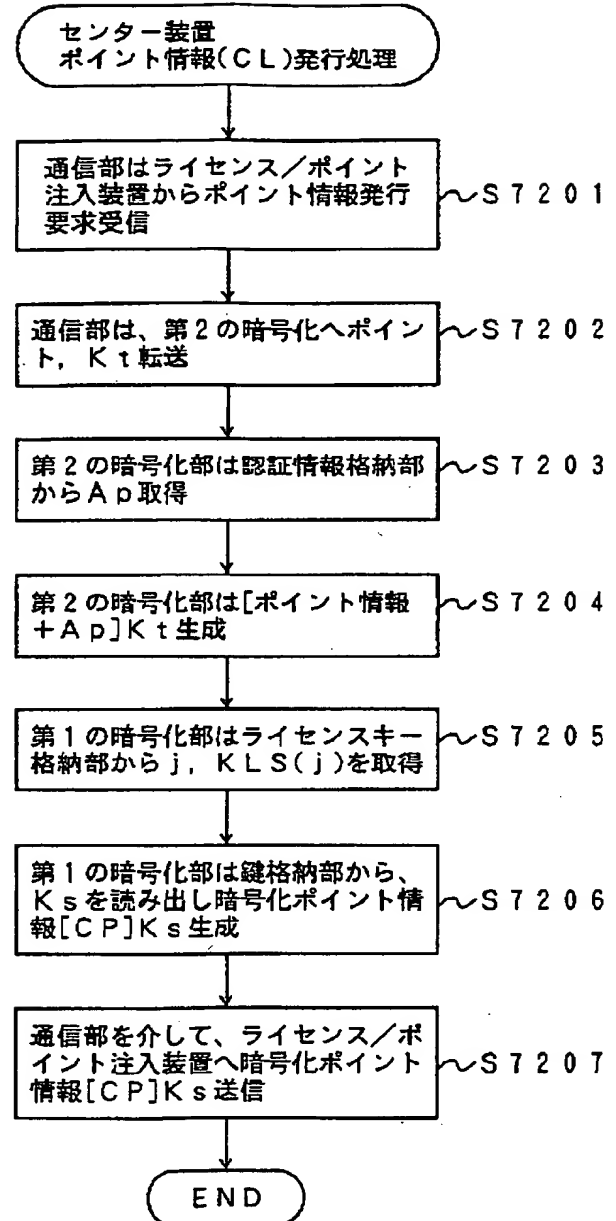 センター装置
ポイント情報(CL)発行処理
通信部はライセンス／ポイント
注入装置からポイント情報発行
要求受信
S7201
通信部は、第2の暗号化へポイン
ト，Kt転送
S7202
第2の暗号化部は認証情報格納部
からAp取得
S7203
第2の暗号化部は[ポイント情報
+Ap]Kt生成
S7204
第1の暗号化部はライセンスキー
格納部からj，KLS(j)を取得
S7205
第1の暗号化部は鍵格納部から、
Ksを読み出し暗号化ポイント情
報[CP]Ks生成
S7206
通信部を介して、ライセンス／ポ
イント注入装置へ暗号化ポイント
情報[CP]Ks送信
S7207
END